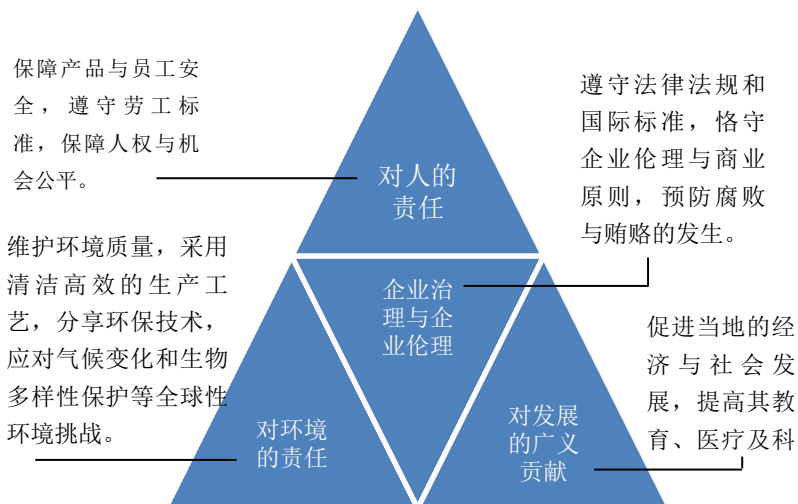 保障产品与员工安
全，遵守劳工标
准，保障人权与机
会公平。
对人的
责任
遵守法律法规和
国际标准，恪守
企业伦理与商业
原则，预防腐败
与贿赂的发生。
维护环境质量，采用
清洁高效的生产工
艺，分享环保技术，
应对气候变化和生物
多样性保护等全球性
环境挑战。
企业治
理与企
业伦理
促进当地的经
济与社会发
展，提高其教
育、医疗及科
对环境
的责任
对发展
的广义
贡献